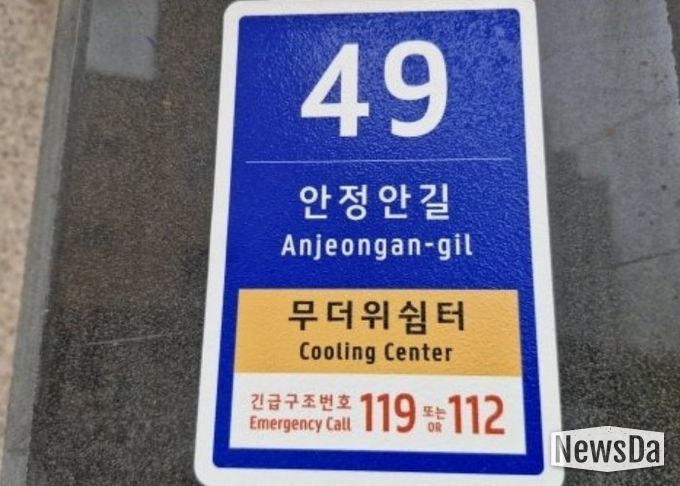 49
안정안길
Anjeongan-gil
무더위쉼터
Cooling Center
긴급구조번호 119 또는 112
Emergency Call OR
NewsDa